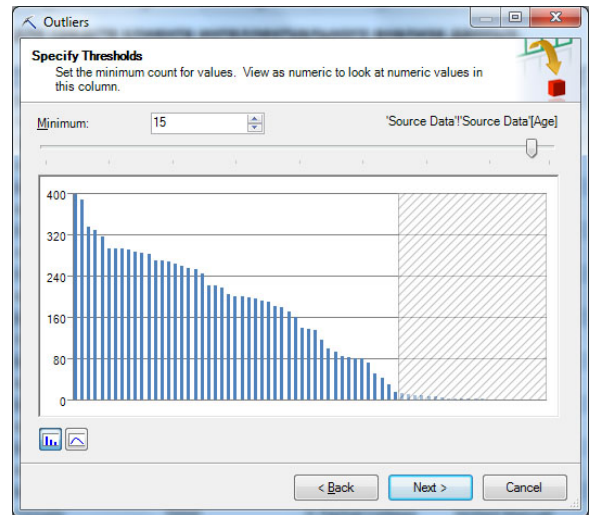 Outliers
Specify Thresholds
Set the minimum count for values. View as numeric to look at numeric values in
this column.
Minimum:
15
'Source Data'!'Source Data'[Age]
400
320
240
160
80
0
< Back
Next >
Cancel